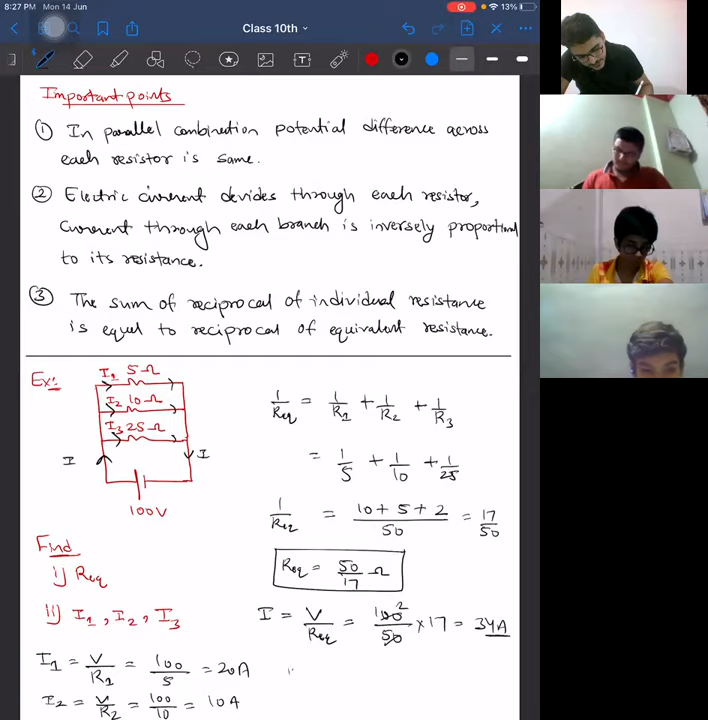 8:27 PM Mon 14 Jun
13%
Class 10th
Important points
① In parallel combination potential difference across
each resistor is same.
② Electric current devides through each resistor,
current through each branch is inversely proportional
to its resistance.
③ The sum of reciprocal of individual resistance
is equal to reciprocal of equivalent resistance.
Ex:
I1 5Ω
I2 10Ω
I3 25Ω
I I
100V
1/Req = 1/R1 + 1/R2 + 1/R3
= 1/5 + 1/10 + 1/25
1/Req = 10+5+2/50 = 17/50
Req = 50/17 Ω
Find
i) Req
ii) I1, I2, I3
I = V/Req = 100/50 2 × 17 = 34A
I1 = V/R1 = 100/5 = 20A
I2 = V/R2 = 100/10 = 10A